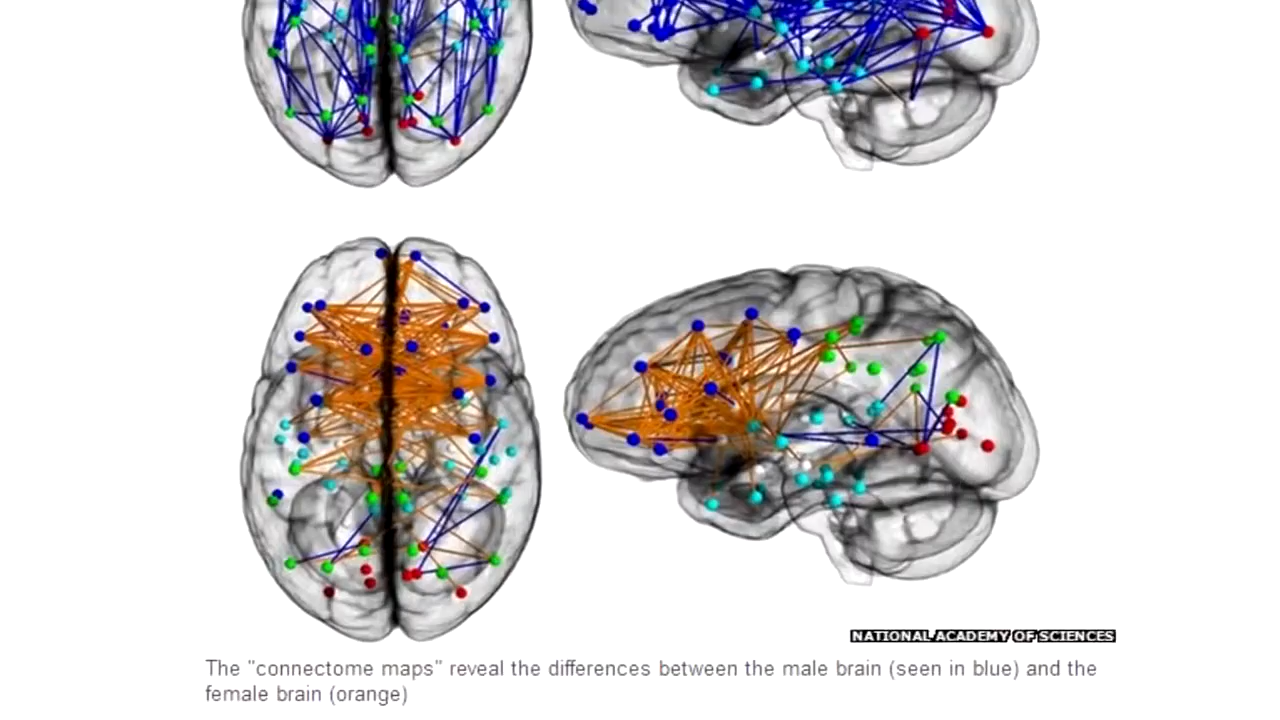 NATIONAL ACADEMY OF SCIENCES
The "connectome maps" reveal the differences between the male brain (seen in blue) and the
female brain (orange)